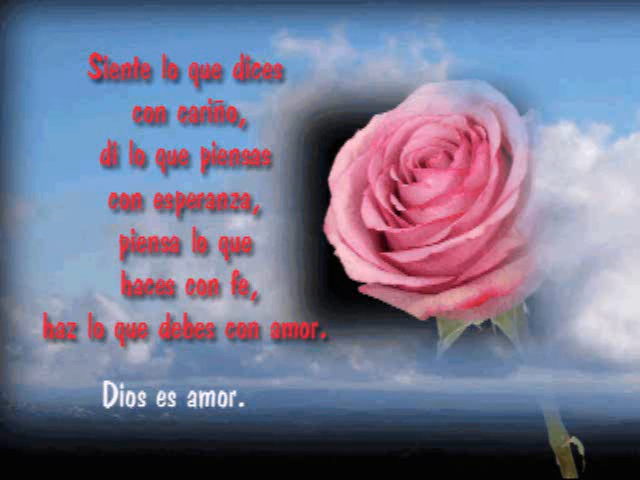 Siente lo que dices
con cariño,
di lo que piensas
con esperanza,
piensa lo que
haces con fe,
haz lo que debes con amor.
Dios es amor.